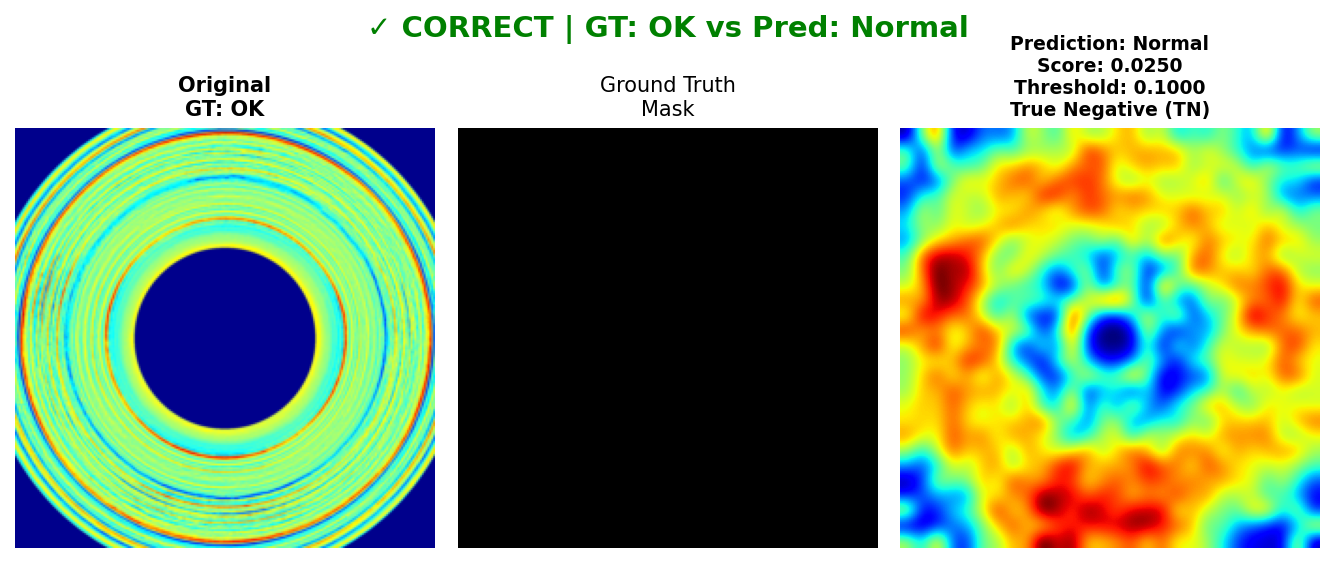 ✓ CORRECT | GT: OK vs Pred: Normal
Original
GT: OK
Ground Truth
Mask
Prediction: Normal
Score: 0.0250
Threshold: 0.1000
True Negative (TN)